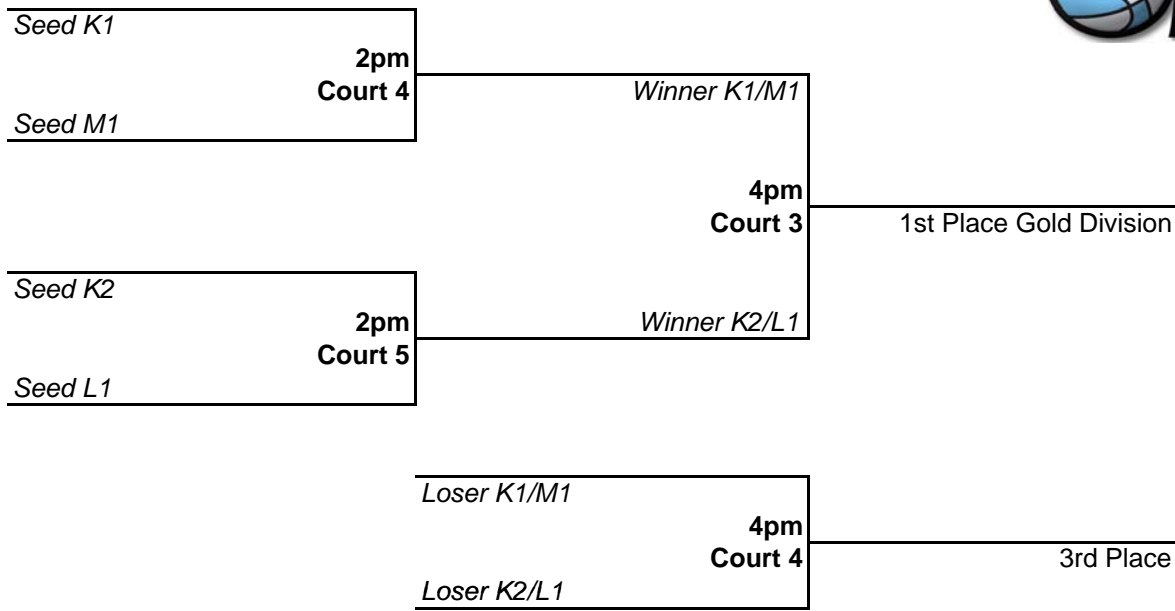 Seed K1
2pm
Court 4
Winner K1/M1
Seed M1
4pm
Court 3
1st Place Gold Division
Seed K2
2pm
Winner K2/L1
Court 5
Seed L1
Loser K1/M1
4pm
Court 4
3rd Place
Loser K2/L1